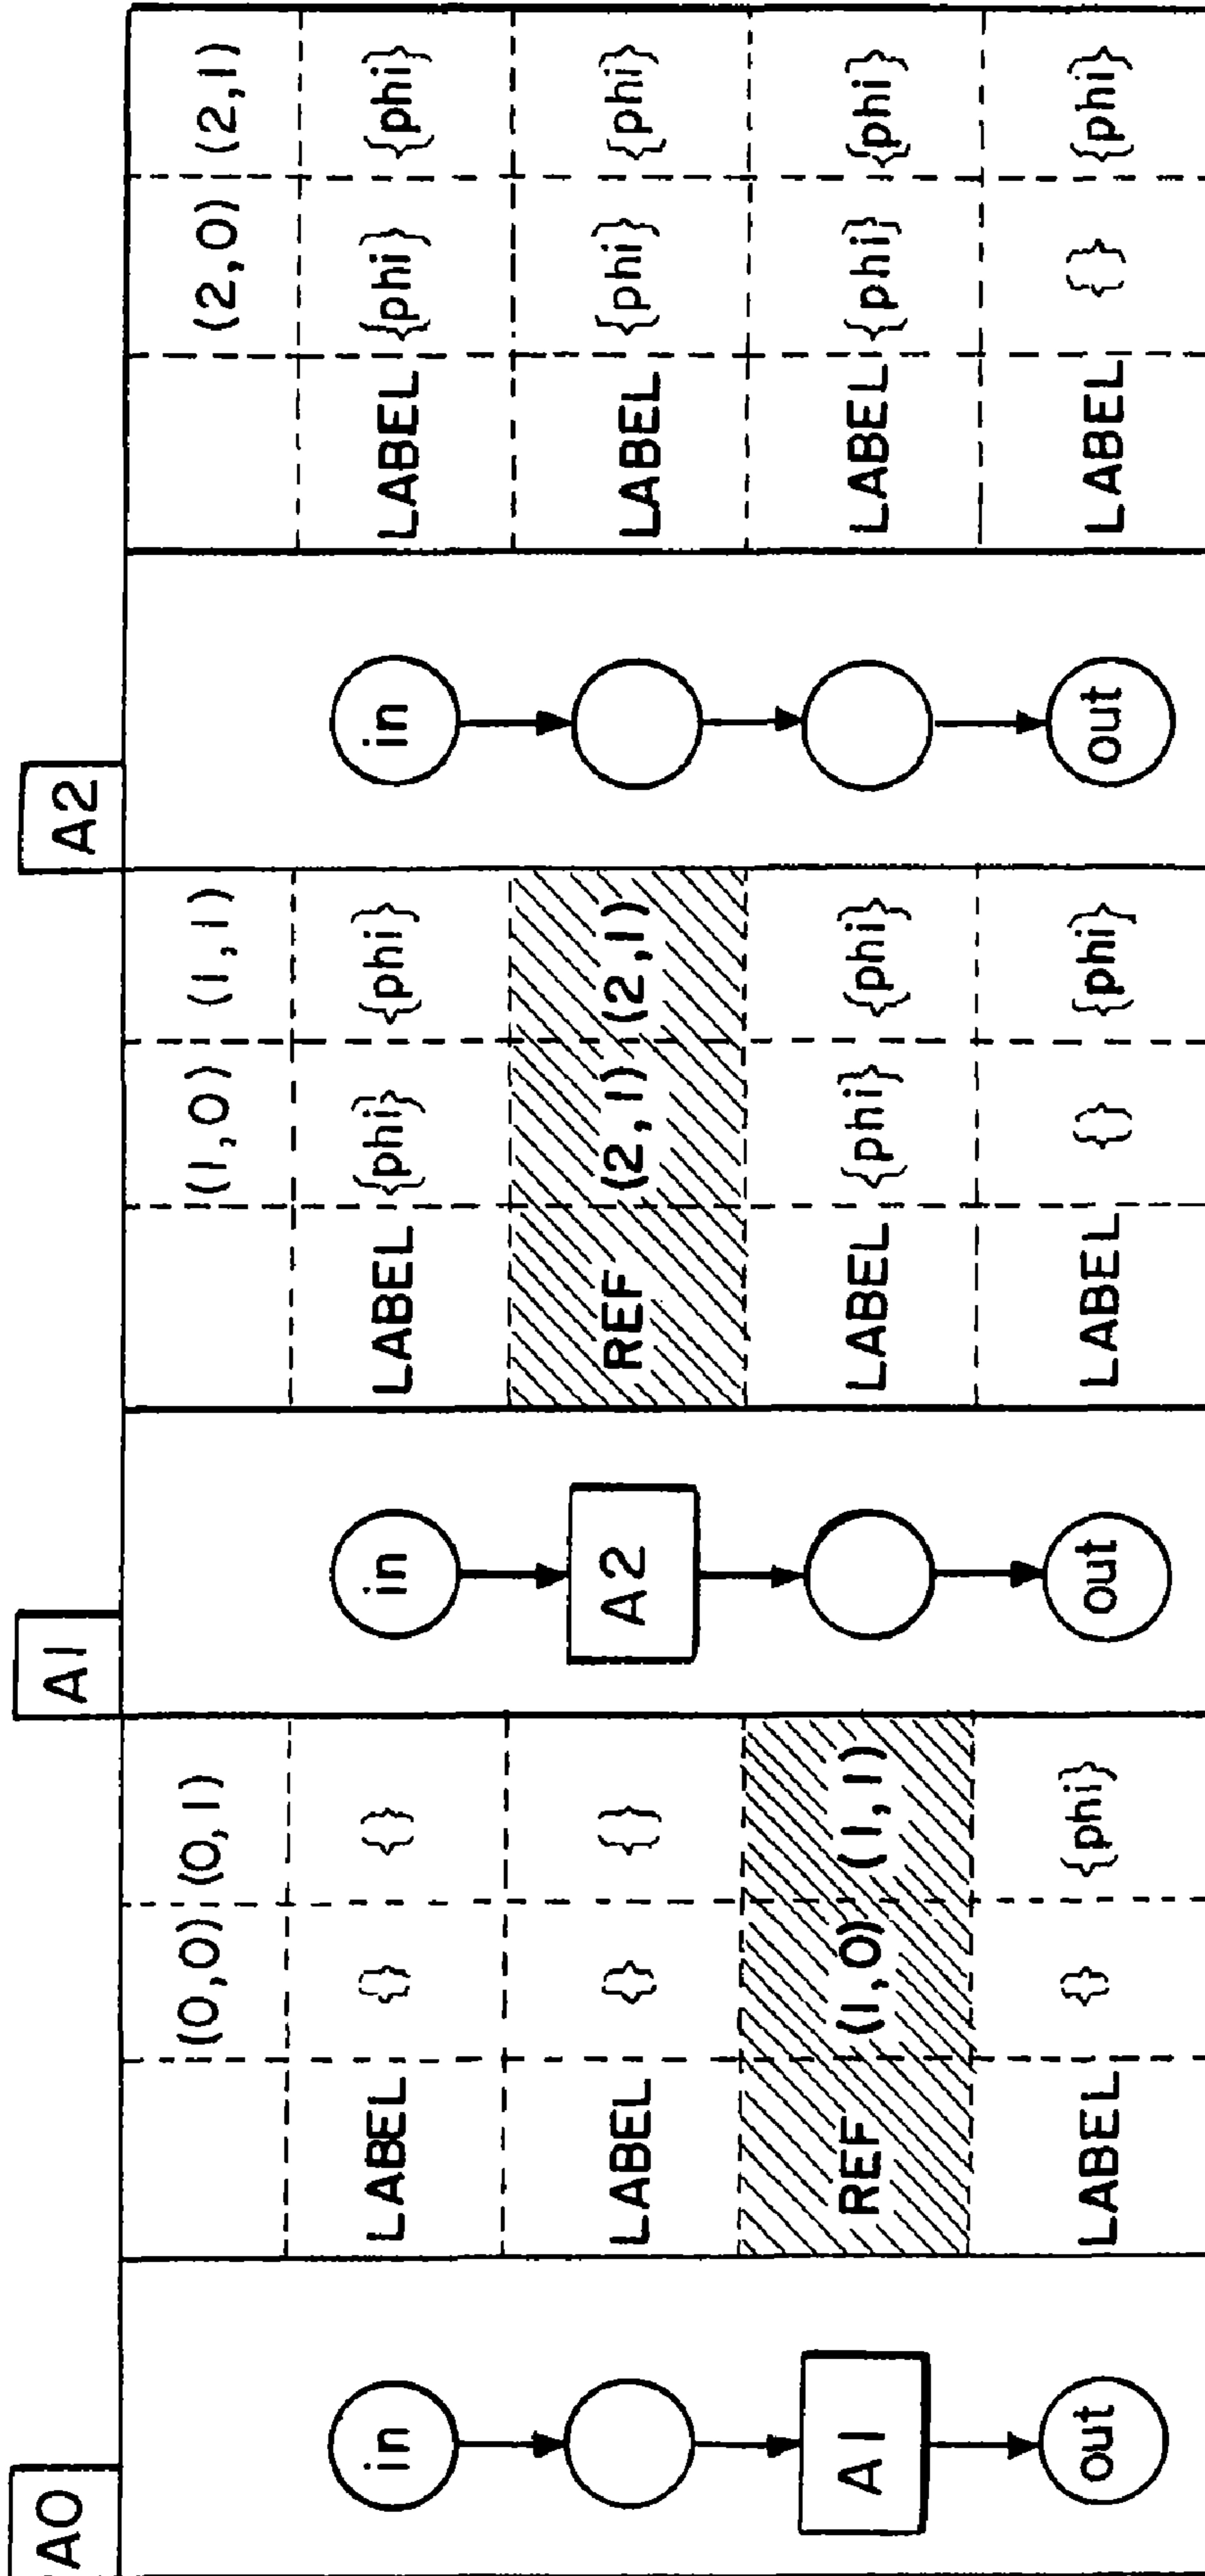 A0 A1 A2
(0,0) (0,1) (1,0) (1,1) (2,0) (2,1)
in LABEL {} {} in LABEL {phi} {phi} in LABEL {phi} {phi}
LABEL {} {} A2 REF (2,1) (2,1) LABEL {phi} {phi}
A1 REF (1,0) (1,1) LABEL {phi} {phi} LABEL {phi} {phi}
out LABEL {} {phi} out LABEL {} {phi} out LABEL {} {phi}